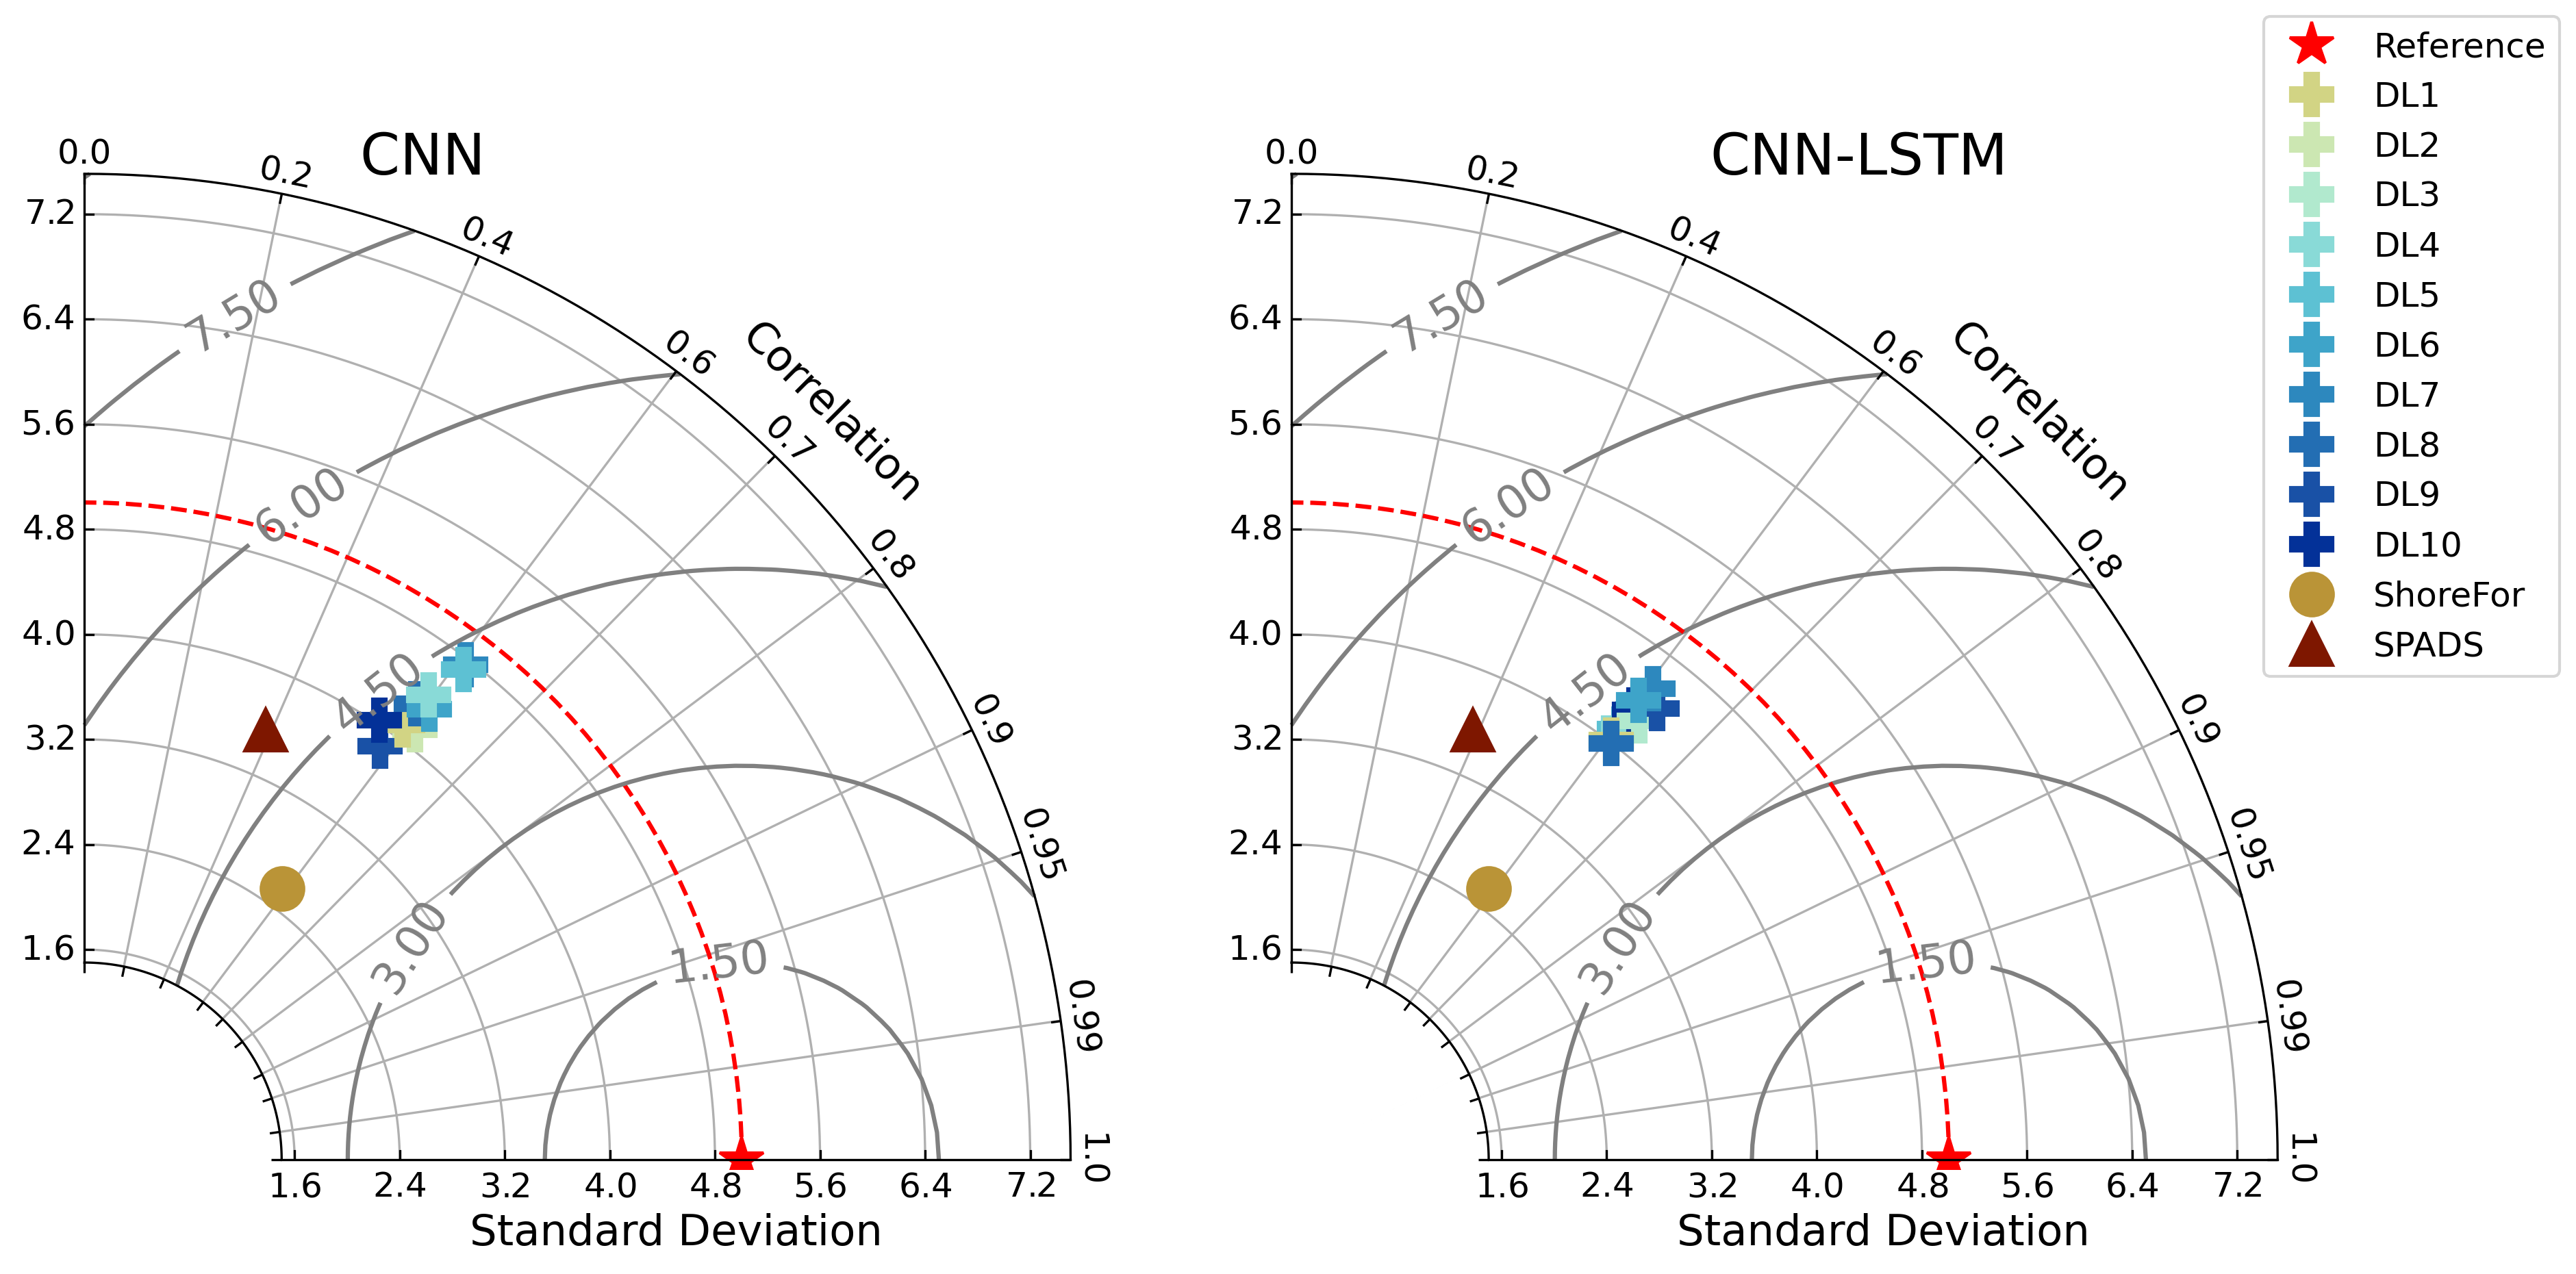 CNN
0.0
0.2
0.4
0.6
0.7
0.8
0.9
0.95
0.99
1.0
Correlation
7.2
6.4
5.6
4.8
4.0
3.2
2.4
1.6
7.50
6.00
4.50
3.00
1.50
1.6 2.4 3.2 4.0 4.8 5.6 6.4 7.2
Standard Deviation
CNN-LSTM
0.0
0.2
0.4
0.6
0.7
0.8
0.9
0.95
0.99
1.0
Correlation
7.2
6.4
5.6
4.8
4.0
3.2
2.4
1.6
7.50
6.00
4.50
3.00
1.50
1.6 2.4 3.2 4.0 4.8 5.6 6.4 7.2
Standard Deviation
Reference
DL1
DL2
DL3
DL4
DL5
DL6
DL7
DL8
DL9
DL10
ShoreFor
SPADS